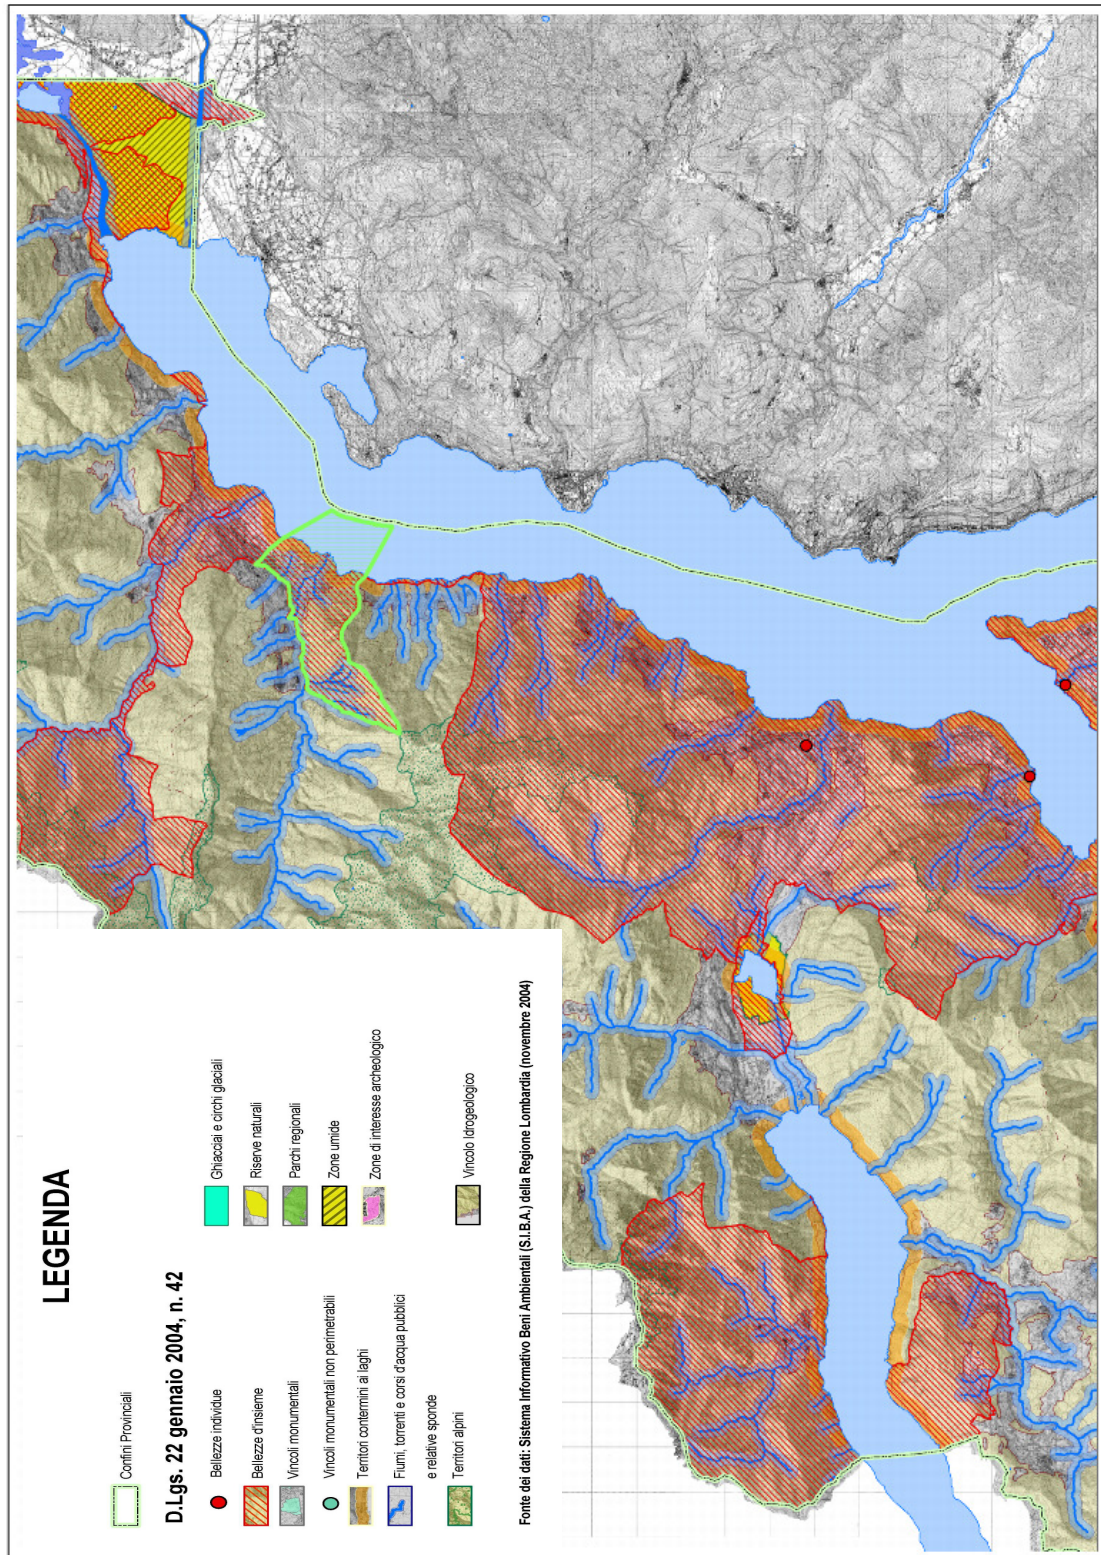 LEGENDA
Confini Provinciali
D.Lgs. 22 gennaio 2004, n. 42
Bellezze individue
Bellezze d'insieme
Vincoli monumentali
Vincoli monumentali non perimetrabili
Territori contermini ai laghi
Fiumi, torrenti e corsi d'acqua pubblici
e relative sponde
Territori alpini
Ghiacciai e circhi glaciali
Riserve naturali
Parchi regionali
Zone umide
Zone di interesse archeologico
Vincolo Idrogeologico
Fonte dei dati: Sistema Informativo Beni Ambientali (S.I.B.A.) della Regione Lombardia (novembre 2004)